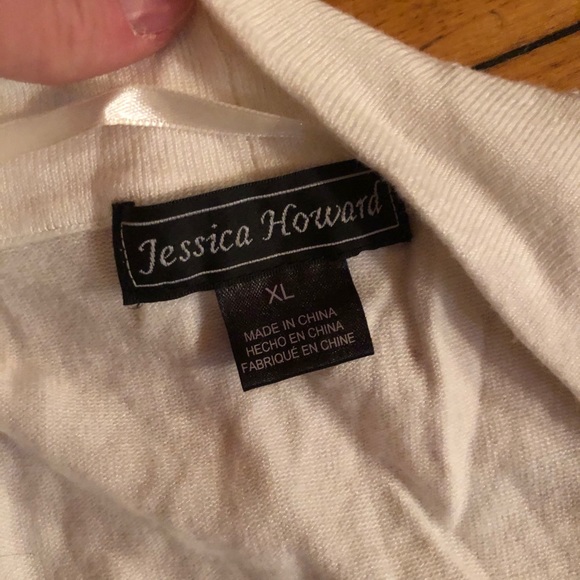 Jessica Howard
XL
MADE IN CHINA
HECHO EN CHINA
FABRIQUÉ EN CHINE